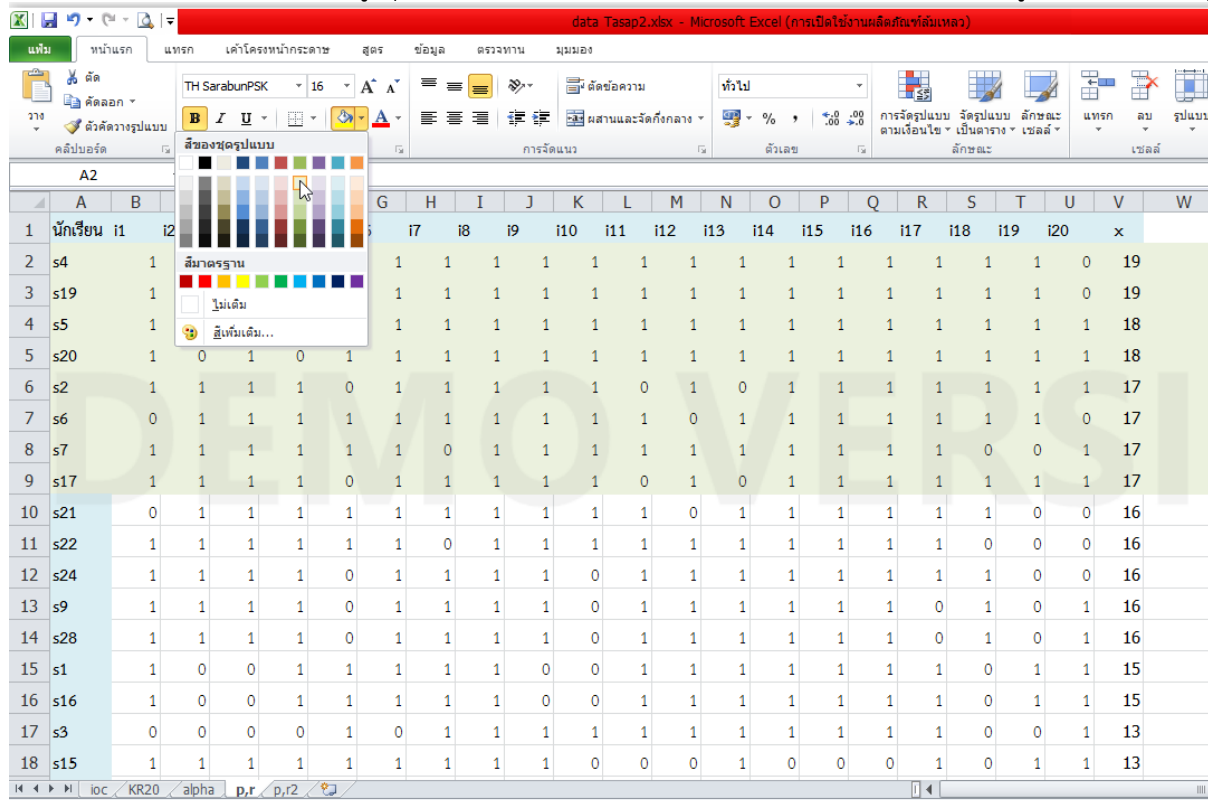 data Tasap2.xlsx - Microsoft Excel (การเปิดใช้งานผลิตภัณฑ์ล้มเหลว)
แฟ้ม หน้าแรก แทรก เค้าโครงหน้ากระดาษ สูตร ข้อมูล ตรวจทาน มุมมอง
ตัด
คัดลอก
ตัวคัดวางรูปแบบ
วาง
คลิปบอร์ด
TH SarabunPSK 16
B I U
ตัดข้อความ
ผสานและจัดกึ่งกลาง
การจัดแนว
ทั่วไป
%
ตัวเลข
การจัดรูปแบบตามเงื่อนไข
จัดรูปแบบเป็นตาราง
ลักษณะเซลล์
ลักษณะ
แทรก ลบ รูปแบบ
เซลล์
A2
สีของชุดรูปแบบ
สีมาตรฐาน
ไม่เติม
สีเพิ่มเติม...
A B G H I J K L M N O P Q R S T U V W
1 นักเรียน i1 i7 i8 i9 i10 i11 i12 i13 i14 i15 i16 i17 i18 i19 i20 x
2 s4 1 1 1 1 1 1 1 1 1 1 1 1 1 1 1 0 19
3 s19 1 1 1 1 1 1 1 1 1 1 1 1 1 1 1 0 19
4 s5 1 1 1 1 1 1 1 1 1 1 1 1 1 1 1 1 18
5 s20 1 0 1 0 1 1 1 1 1 1 1 1 1 1 1 1 1 1 1 1 18
6 s2 1 1 1 1 0 1 1 1 1 1 0 1 0 1 1 1 1 1 1 1 17
7 s6 0 1 1 1 1 1 1 1 1 1 1 0 1 1 1 1 1 1 1 0 17
8 s7 1 1 1 1 1 1 0 1 1 1 1 1 1 1 1 1 1 0 0 1 17
9 s17 1 1 1 1 0 1 1 1 1 1 0 1 0 1 1 1 1 1 1 1 17
10 s21 0 1 1 1 1 1 1 1 1 1 1 0 1 1 1 1 1 1 0 0 16
11 s22 1 1 1 1 1 1 0 1 1 1 1 1 1 1 1 1 1 0 0 0 16
12 s24 1 1 1 1 0 1 1 1 1 0 1 1 1 1 1 1 1 1 0 0 16
13 s9 1 1 1 1 0 1 1 1 1 0 1 1 1 1 1 1 0 1 0 1 16
14 s28 1 1 1 1 0 1 1 1 1 0 1 1 1 1 1 1 0 1 0 1 16
15 s1 1 0 0 1 1 1 1 1 0 0 1 1 1 1 1 1 1 0 1 1 15
16 s16 1 0 0 1 1 1 1 1 0 0 1 1 1 1 1 1 1 0 1 1 15
17 s3 0 0 0 0 1 0 1 1 1 1 1 1 1 1 1 1 1 0 0 1 13
18 s15 1 1 1 1 1 1 1 1 1 0 0 0 1 0 0 0 1 0 1 1 13
DEMO VERSI
ioc KR20 alpha p,r p,r2